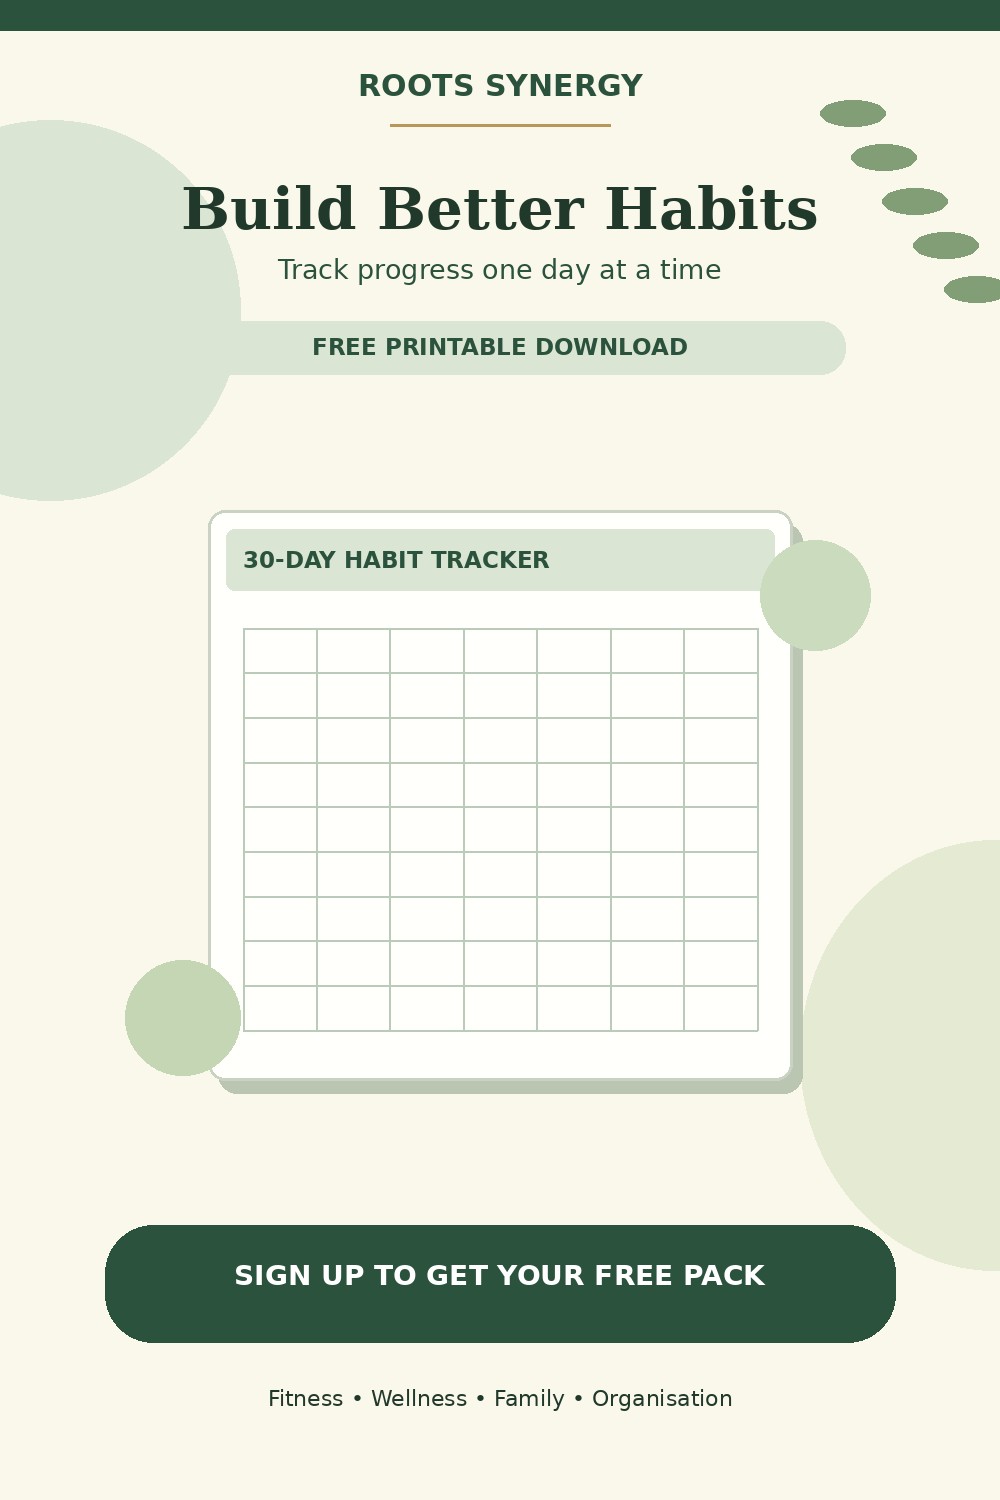 ROOTS SYNERGY
Build Better Habits
Track progress one day at a time
FREE PRINTABLE DOWNLOAD
30-DAY HABIT TRACKER
SIGN UP TO GET YOUR FREE PACK
Fitness • Wellness • Family • Organisation